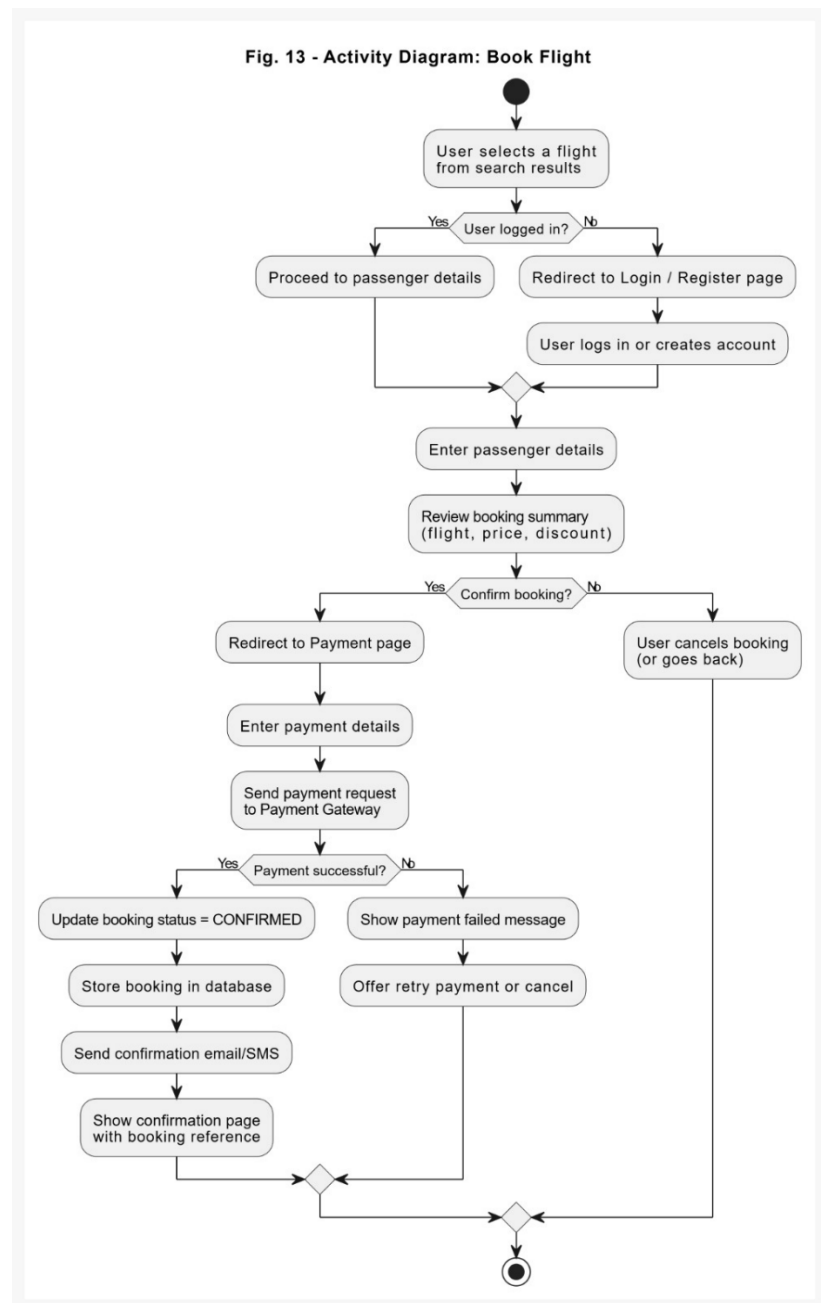 Fig. 13 - Activity Diagram: Book Flight
User selects a flight
from search results
Yes
User logged in?
No
Proceed to passenger details
Redirect to Login / Register page
User logs in or creates account
Enter passenger details
Review booking summary
(flight, price, discount)
Yes
Confirm booking?
No
Redirect to Payment page
User cancels booking
(or goes back)
Enter payment details
Send payment request
to Payment Gateway
Yes
Payment successful?
No
Update booking status = CONFIRMED
Show payment failed message
Store booking in database
Offer retry payment or cancel
Send confirmation email/SMS
Show confirmation page
with booking reference